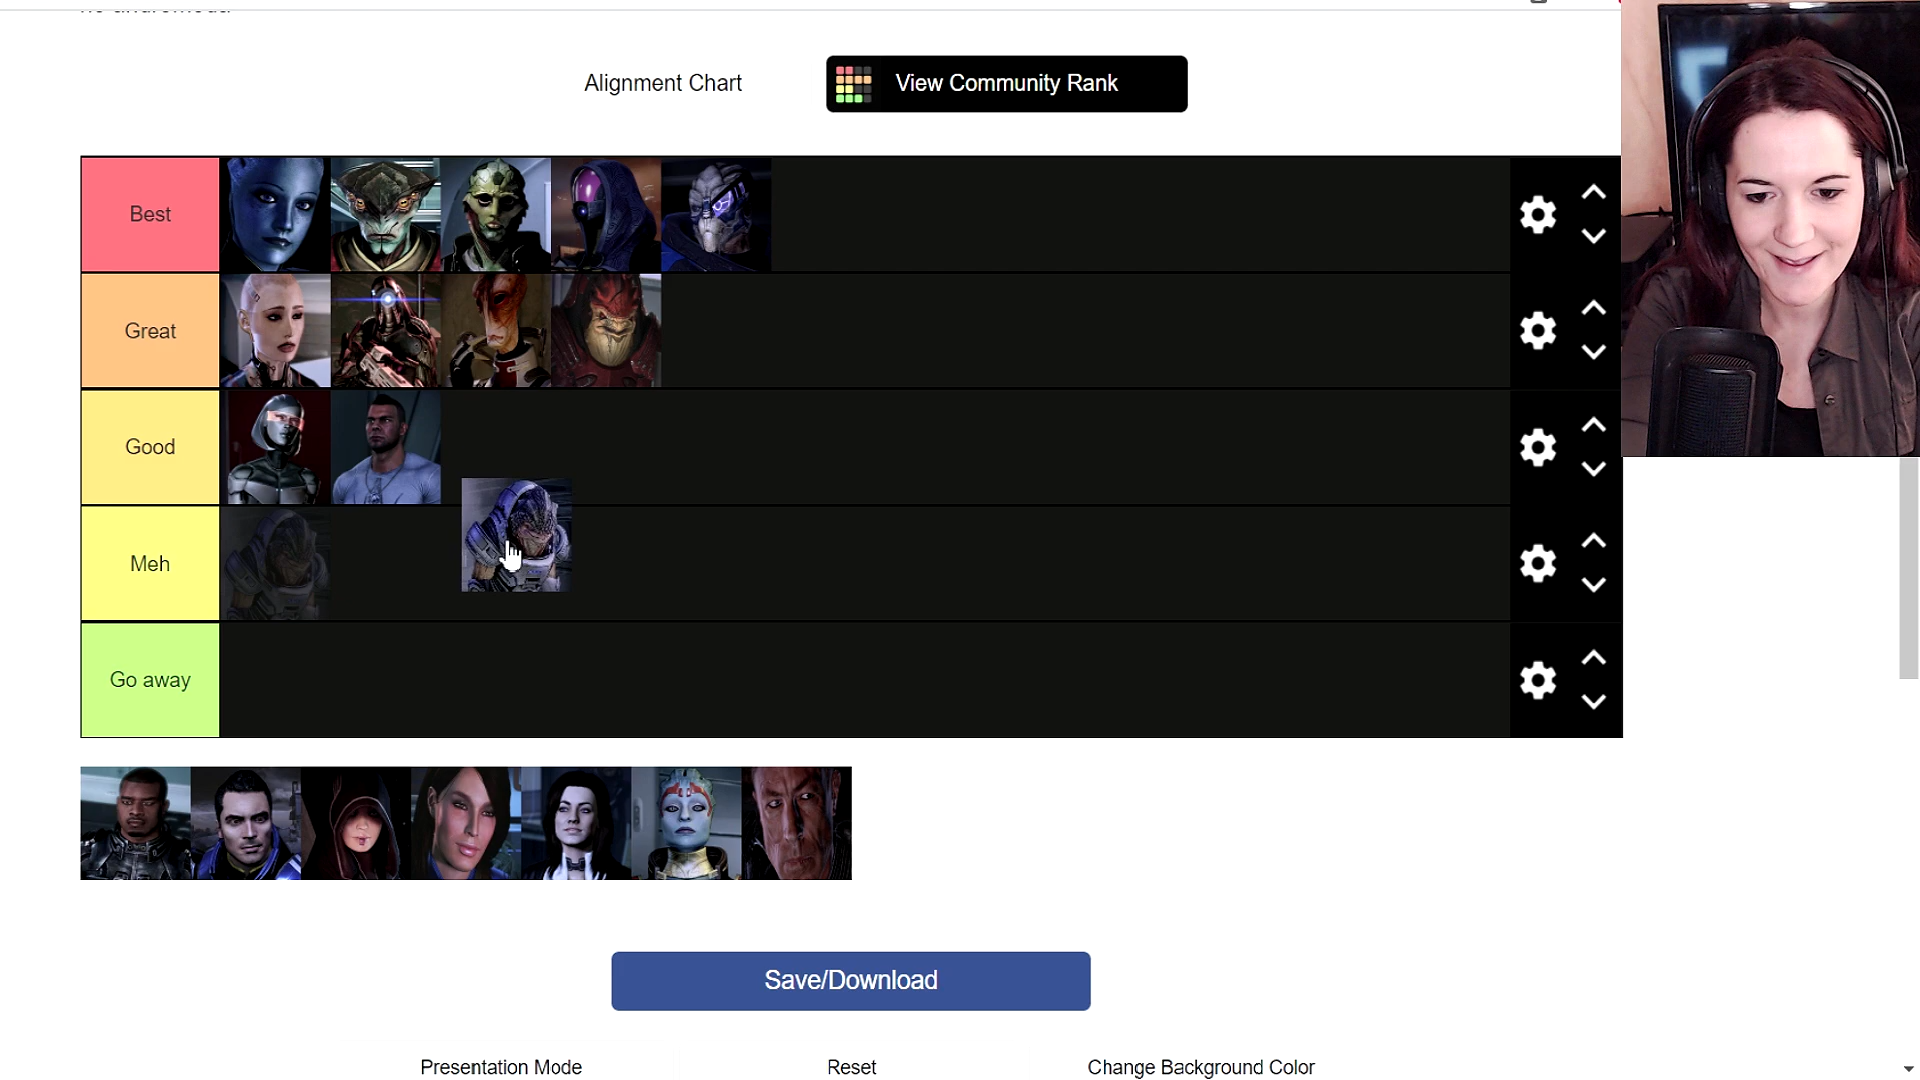 Alignment Chart
View Community Rank
Best
Great
Good
Meh
Go away
Save/Download
Presentation Mode
Reset
Change Background Color